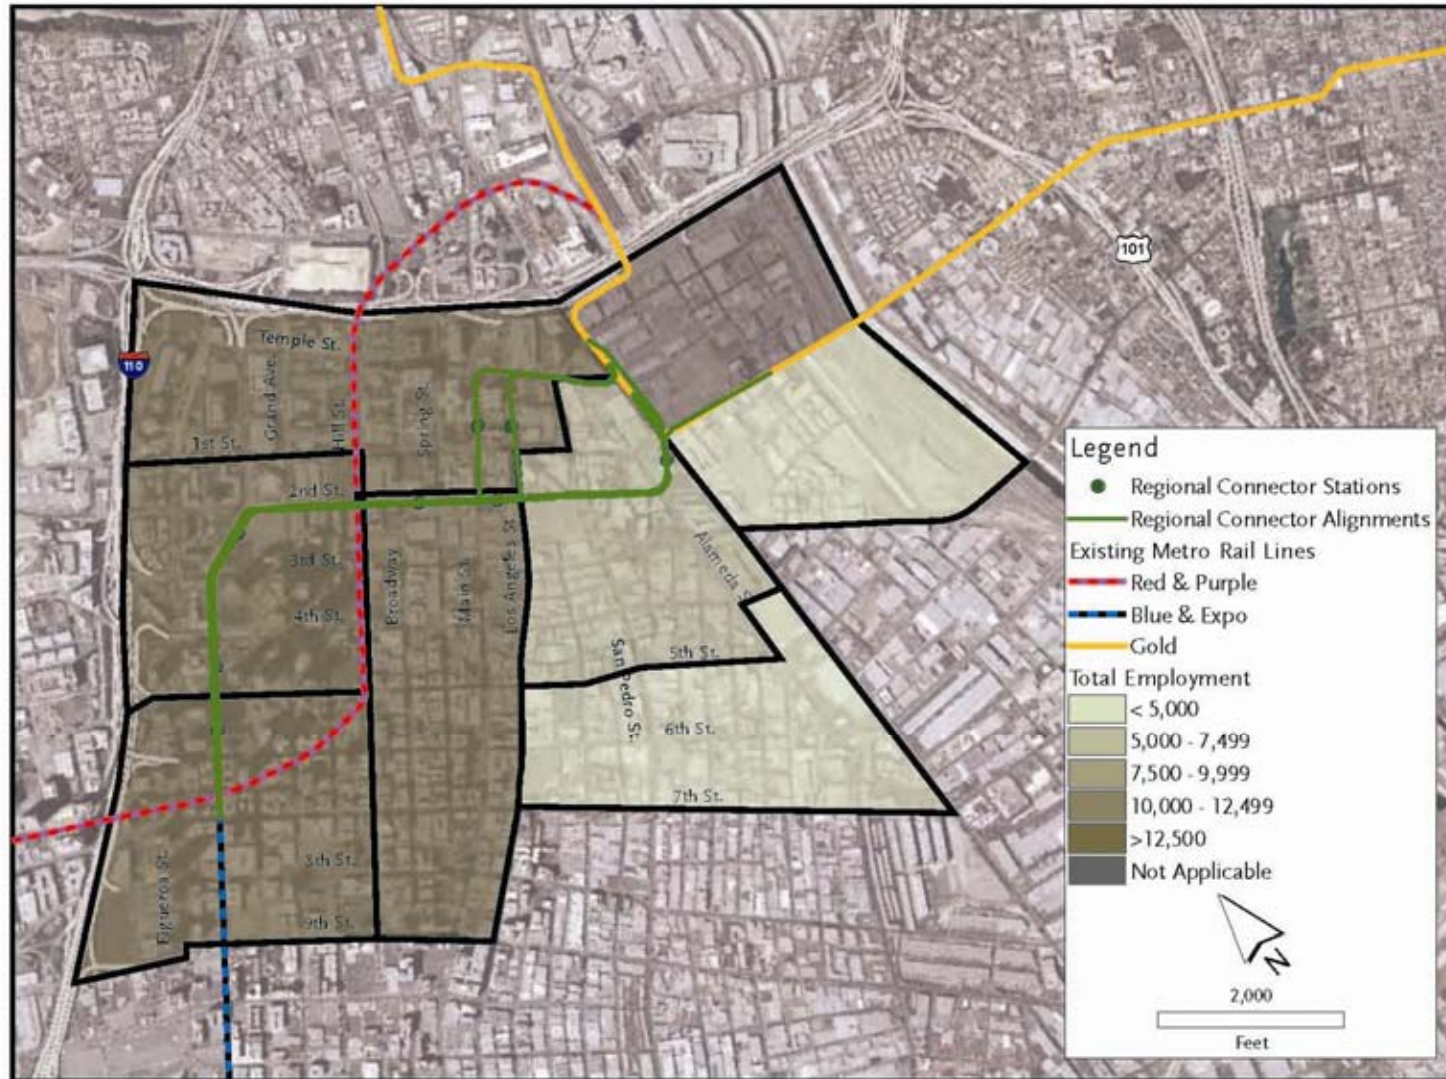 101
Temple St.
110
Grand Ave.
Hill St.
Spring St.
1st St.
2nd St.
3rd St.
4th St.
Broadway
Main St.
Los Angeles St
Alameda S
San Pedro St.
5th St.
6th St.
7th St.
8th St.
9th St.
Figueroa St.
Legend
Regional Connector Stations
Regional Connector Alignments
Existing Metro Rail Lines
Red & Purple
Blue & Expo
Gold
Total Employment
< 5,000
5,000 - 7,499
7,500 - 9,999
10,000 - 12,499
>12,500
Not Applicable
N
2,000
Feet